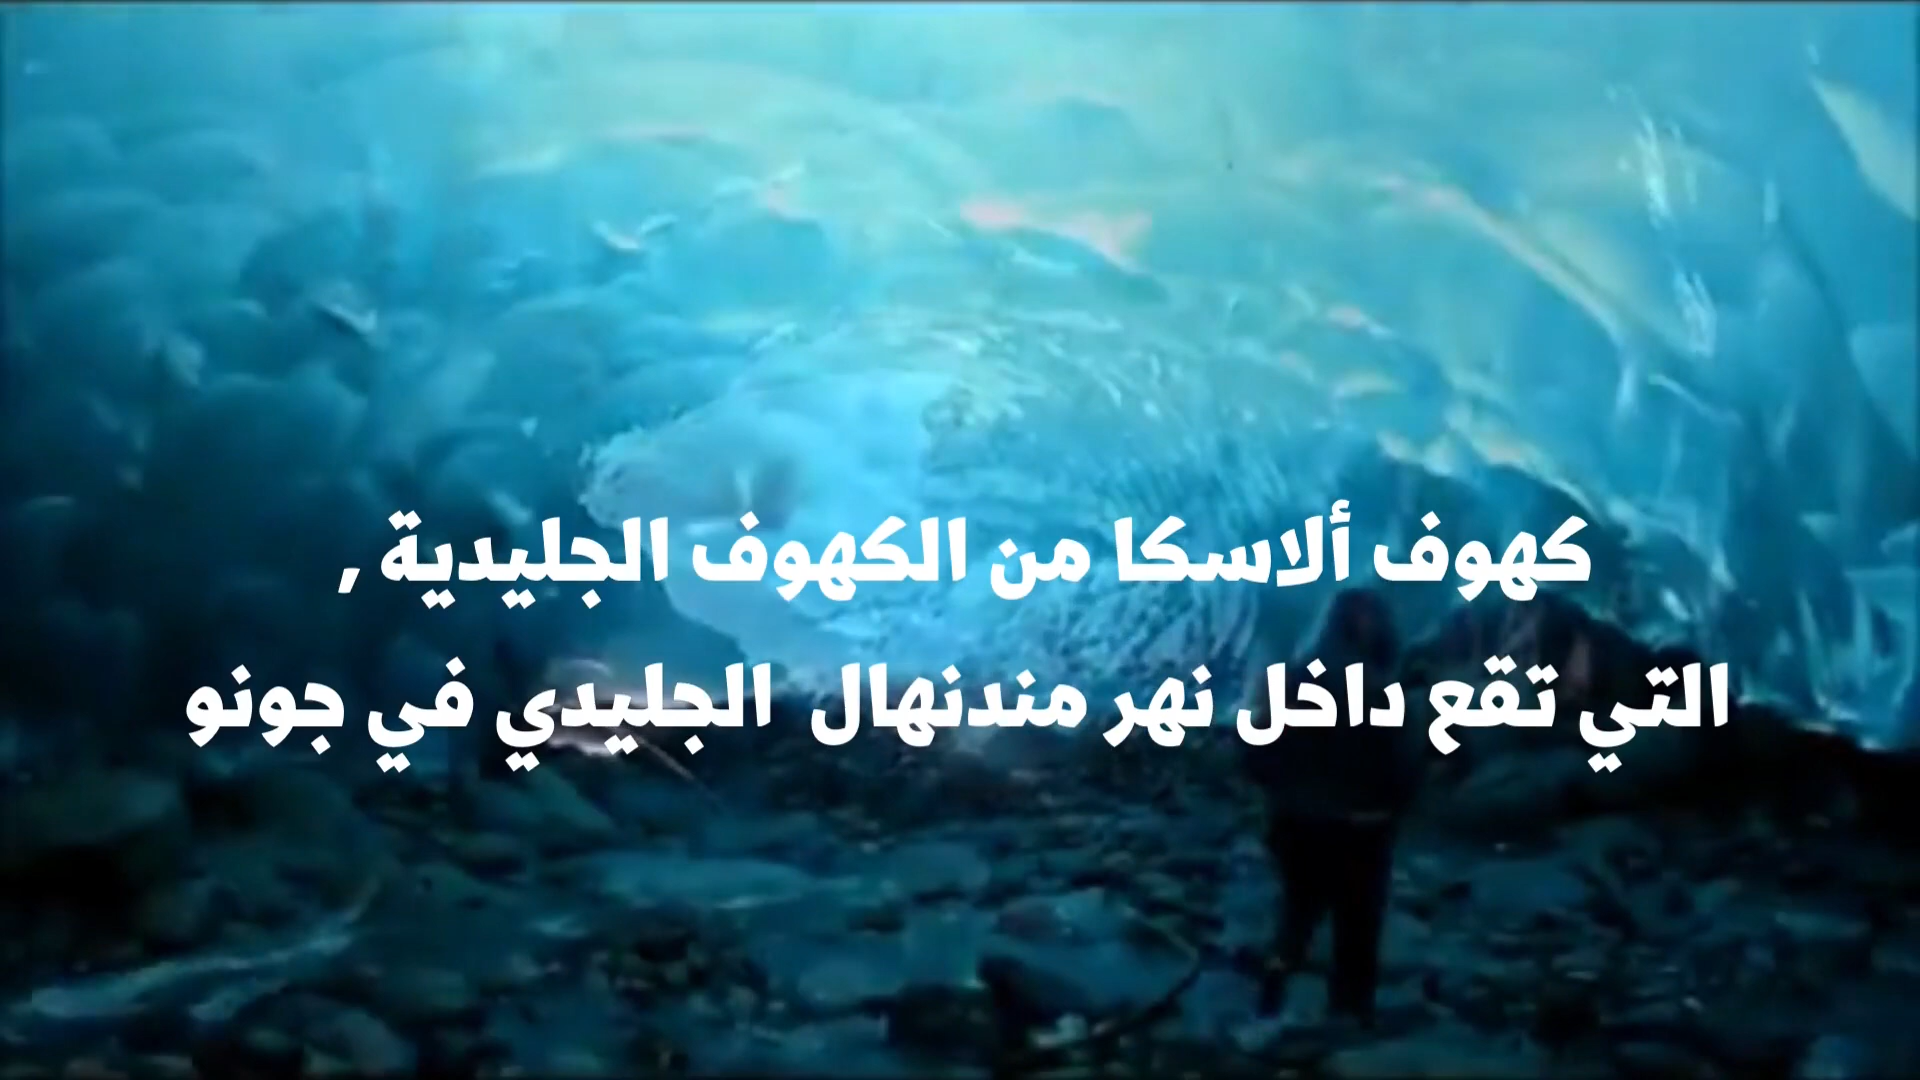 كهوف ألاسكا من الكهوف الجليدية ,
التي تقع داخل نهر مندنهال الجليدي في جونو